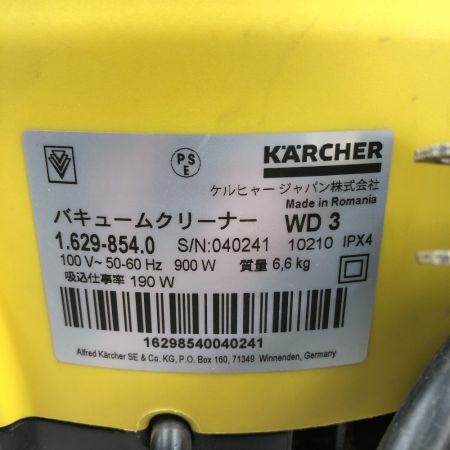 PS
E
KÄRCHER
ケルヒャー ジャパン株式会社
Made in Romania
バキュームクリーナー WD 3
1.629-854.0 S/N:040241 10210 IPX4
100 V~ 50-60 Hz 900 W 質量 6,6 kg
吸込仕事率 190 W
16298540040241
Alfred Kärcher SE & Co. KG, P.O. Box 160, 71349 Winnenden, Germany